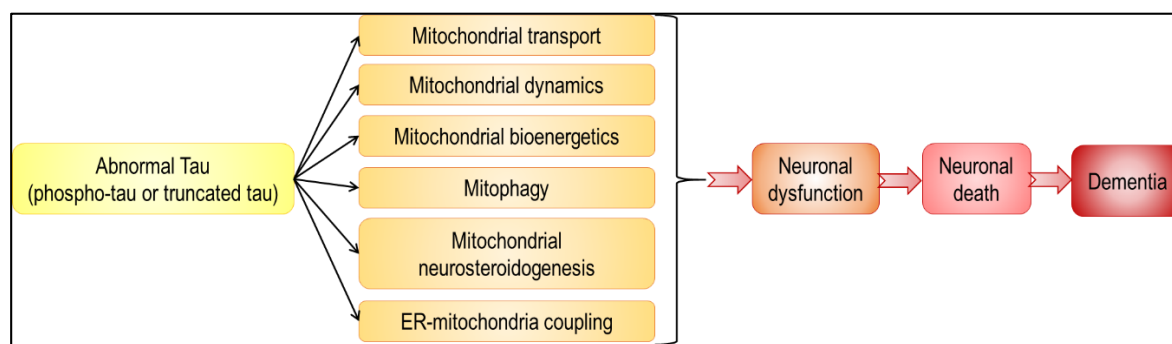 Mitochondrial transport
Mitochondrial dynamics
Mitochondrial bioenergetics
Abnormal Tau
(phospho-tau or truncated tau)
Mitophagy
Mitochondrial
neurosteroidogenesis
ER-mitochondria coupling
Neuronal
dysfunction
Neuronal
death
Dementia